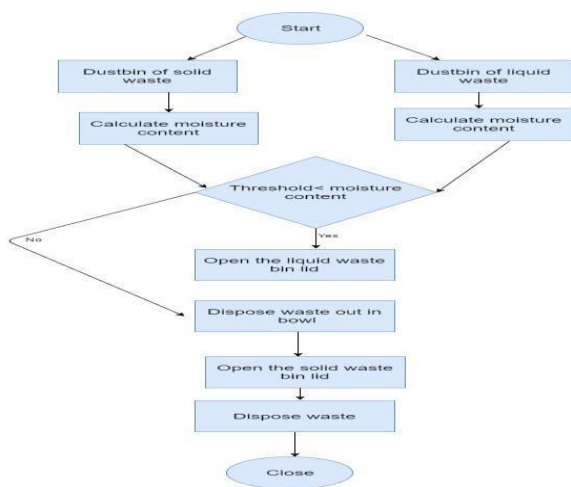 Start
Dustbin of solid
waste
Dustbin of liquid
waste
Calculate moisture
content
Calculate moisture
content
Threshold< moisture
content
No
Yes
Open the liquid waste
bin lid
Dispose waste out in
bowl
Open the solid waste
bin lid
Dispose waste
Close